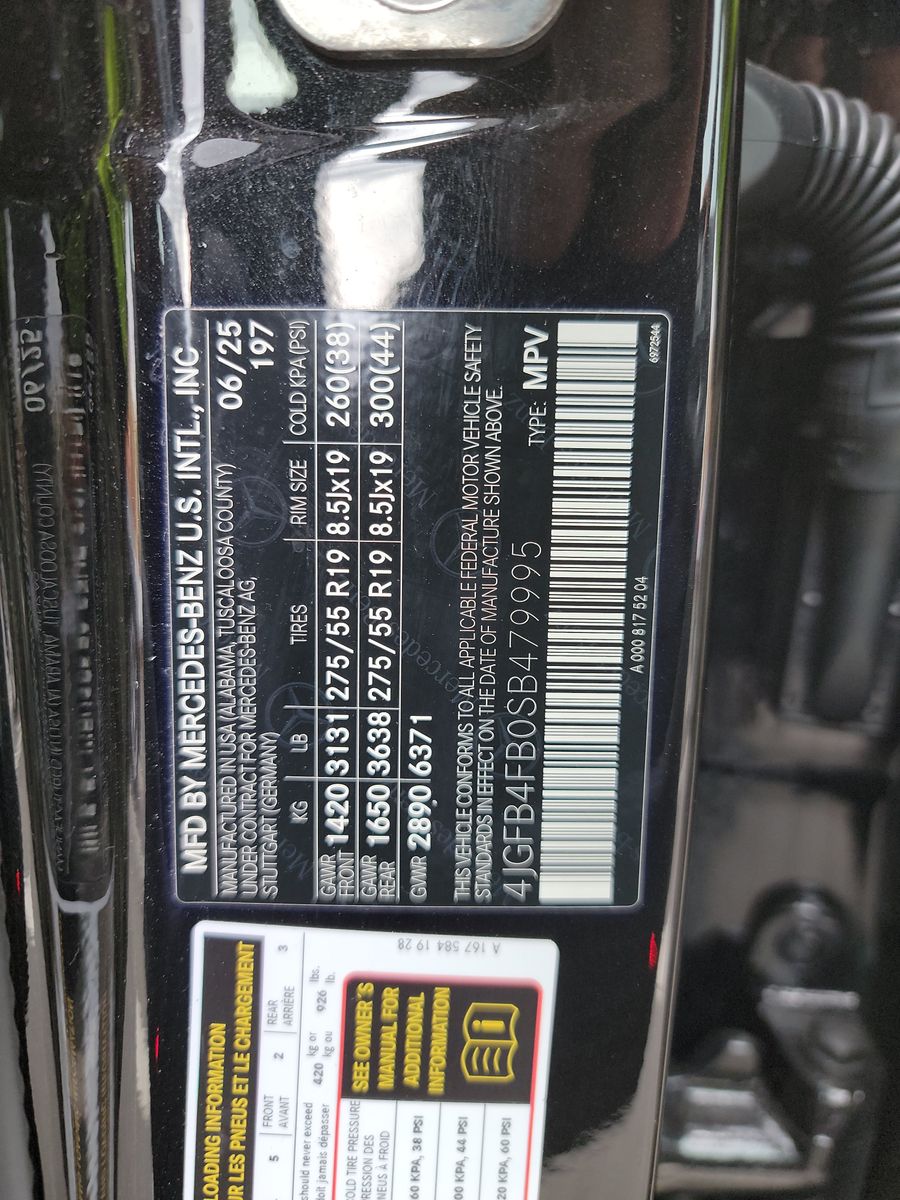 MFD BY MERCEDES-BENZ U.S. INTL., INC
MANUFACTURED IN USA (ALABAMA, TUSCALOOSA COUNTY) 06/25
UNDER CONTRACT FOR MERCEDES-BENZ AG, 197
STUTTGART (GERMANY)
KG LB TIRES RIM SIZE COLD KPA (PSI)
GAWR FRONT 1420 3131 275/55 R19 8.5Jx19 260(38)
GAWR REAR 1650 3638 275/55 R19 8.5Jx19 300(44)
GVWR 2890 6371
THIS VEHICLE CONFORMS TO ALL APPLICABLE FEDERAL MOTOR VEHICLE SAFETY
STANDARDS IN EFFECT ON THE DATE OF MANUFACTURE SHOWN ABOVE.
4JGFB4FB0SB479995 TYPE: MPV
A 000 817 52 04
6972544
LOADING INFORMATION
UR LES PNEUS ET LE CHARGEMENT
5 FRONT AVANT 2 REAR ARRIÈRE 3
should never exceed 420 kg or 926 lbs.
doit jamais dépasser kg ou lb.
COLD TIRE PRESSURE
PRESSION DES
PNEUS À FROID
60 KPA, 38 PSI
00 KPA, 44 PSI
20 KPA, 60 PSI
SEE OWNER'S
MANUAL FOR
ADDITIONAL
INFORMATION
A 167 584 19 28